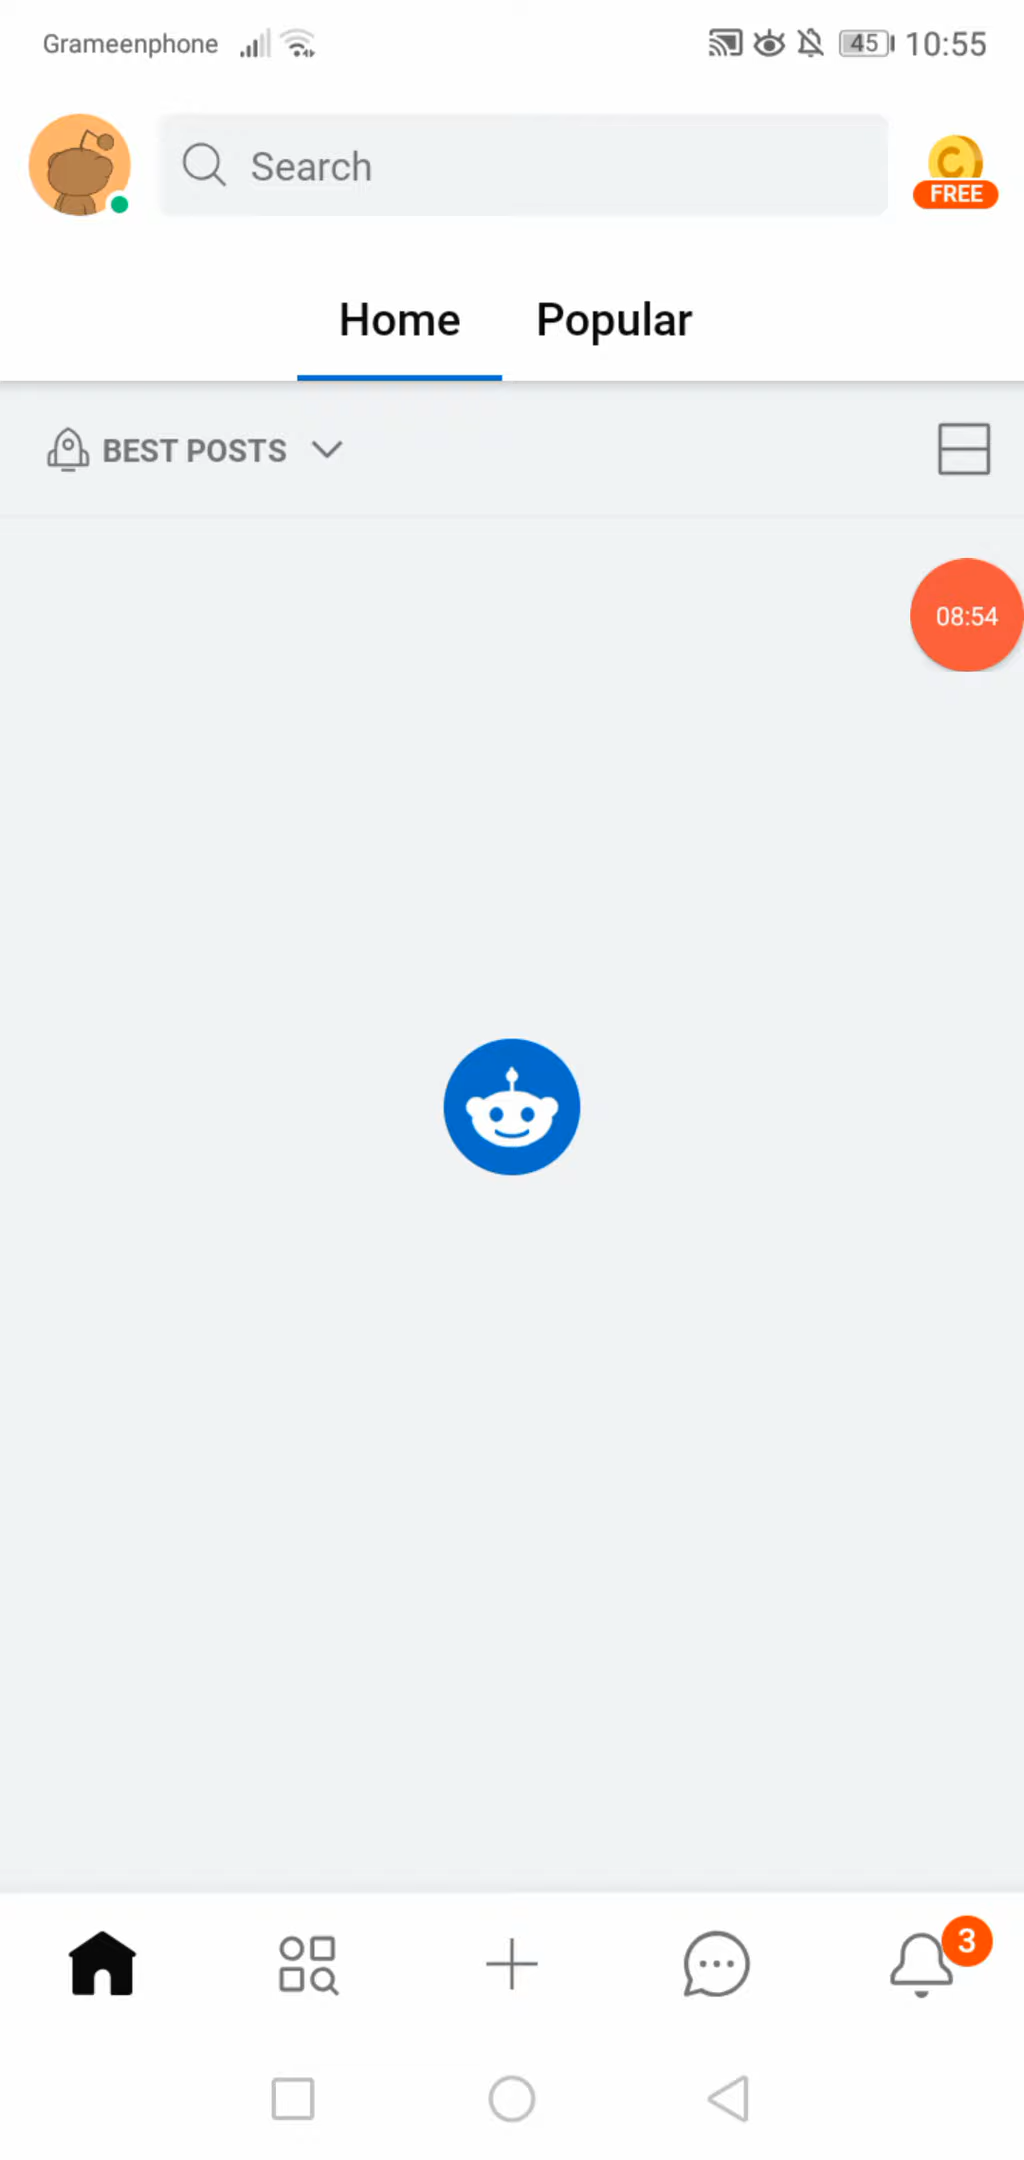 Grameenphone 45 10:55
Search
C
FREE
Home Popular
BEST POSTS
08:54
3